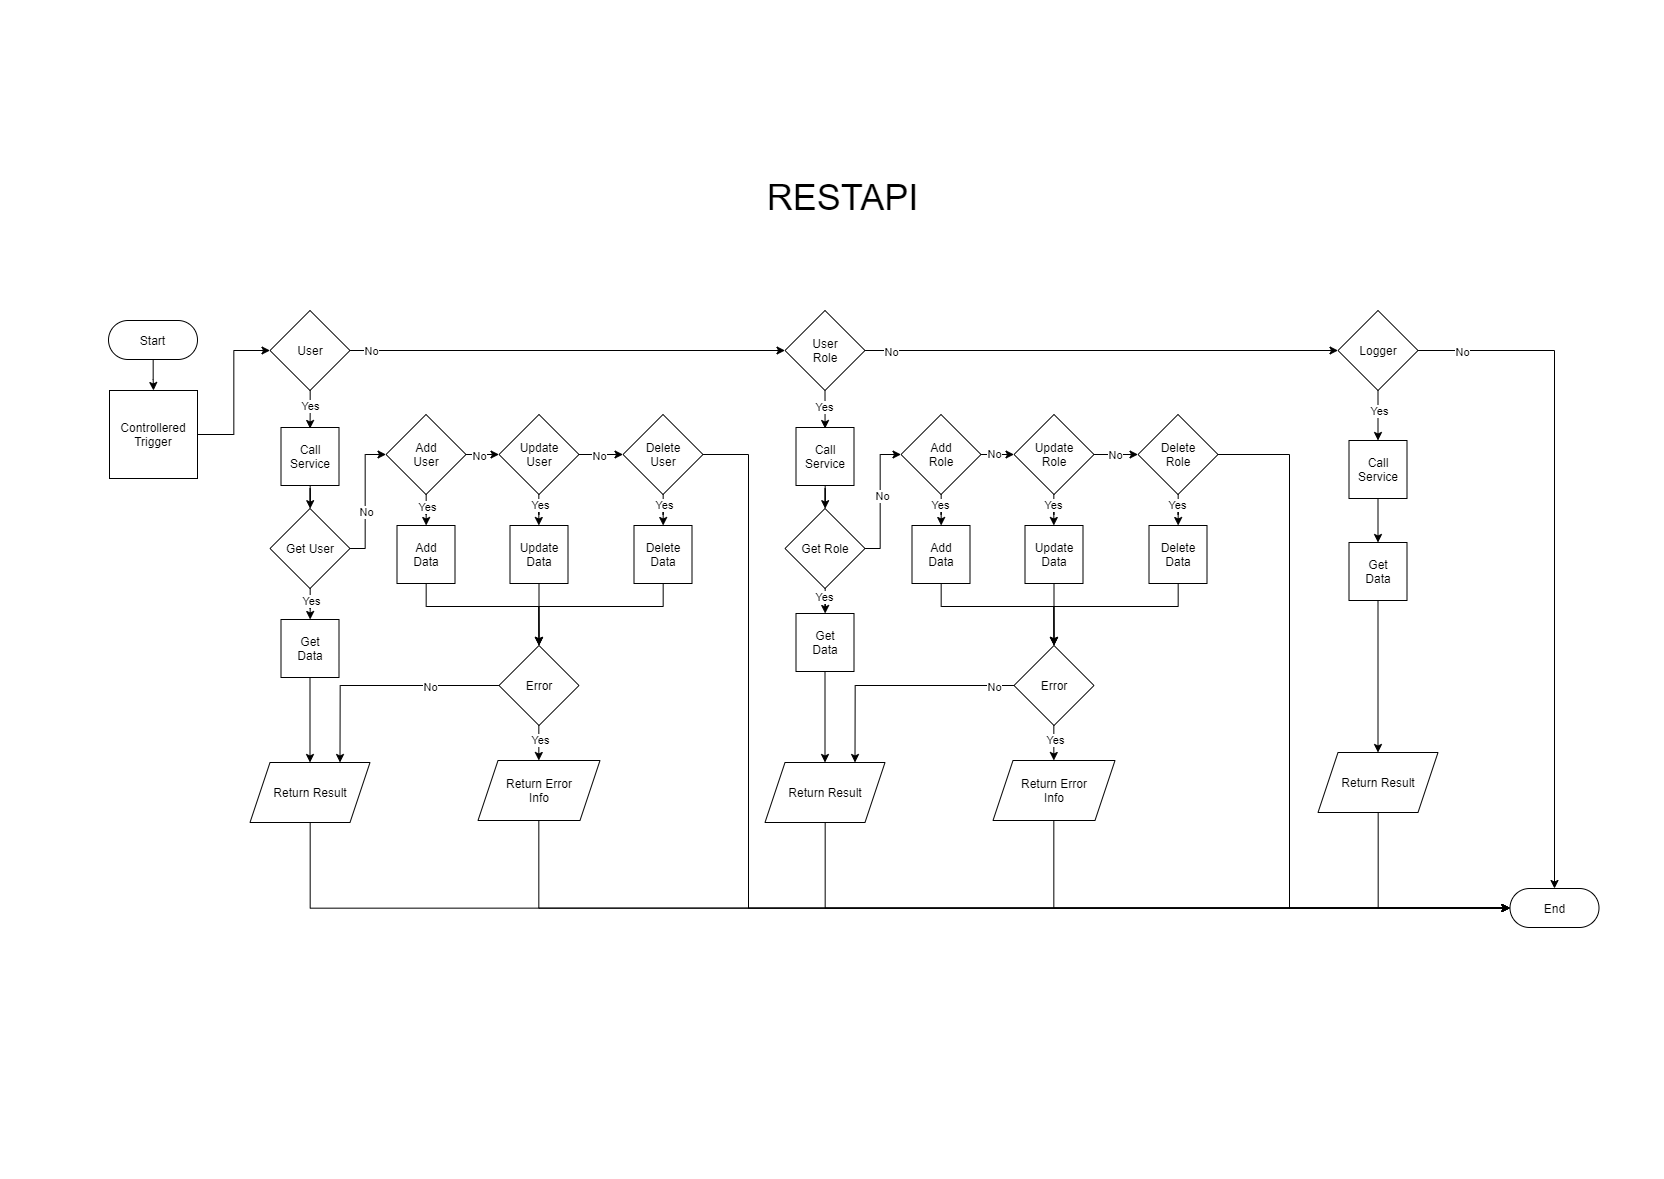 RESTAPI
Start
User
No
User
Role
No
Logger
No
Controllered
Trigger
Yes
Yes
Yes
Call
Service
Add
User
No
Update
User
No
Delete
User
Call
Service
Add
Role
No
Update
Role
No
Delete
Role
Call
Service
No
Yes
Yes
Yes
No
Yes
Yes
Yes
Get User
Add
Data
Update
Data
Delete
Data
Get Role
Add
Data
Update
Data
Delete
Data
Get
Data
Yes
Yes
Get
Data
Get
Data
No
Error
No
Error
Yes
Yes
Return Result
Return Error
Info
Return Result
Return Error
Info
Return Result
End